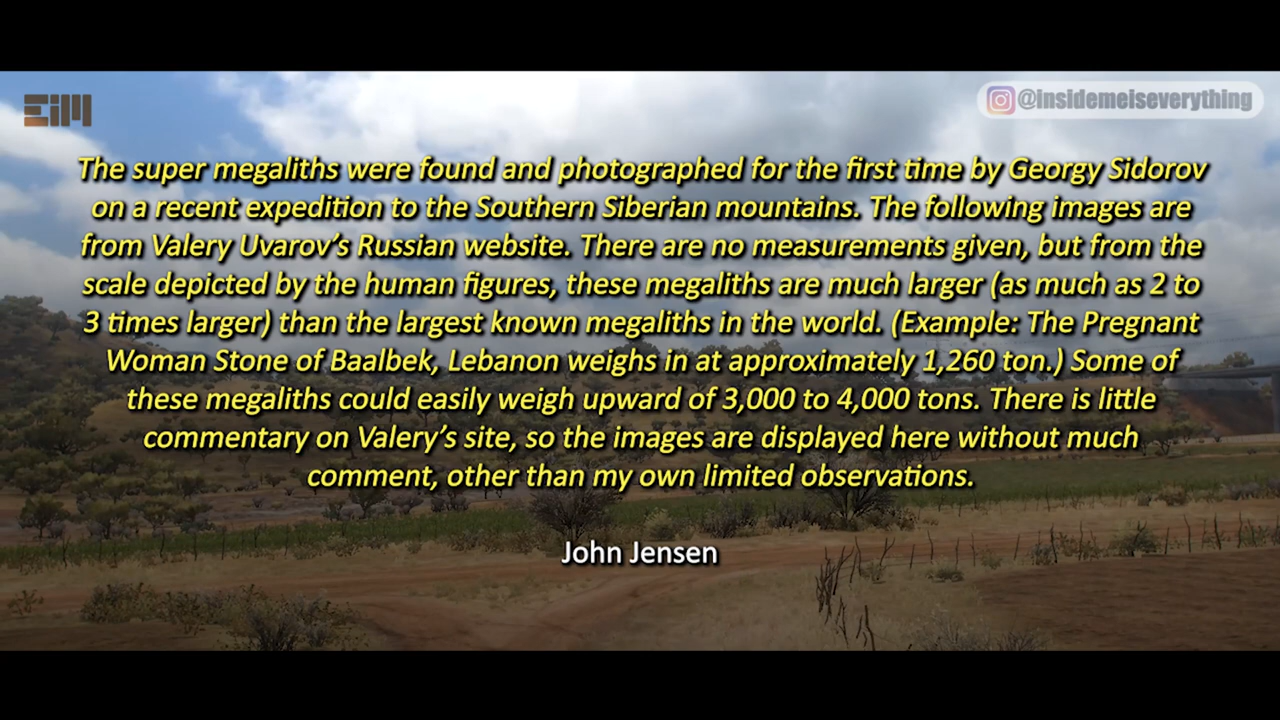 EIM
@insidemeiseverything
The super megaliths were found and photographed for the first time by Georgy Sidorov
on a recent expedition to the Southern Siberian mountains. The following images are
from Valery Uvarov’s Russian website. There are no measurements given, but from the
scale depicted by the human figures, these megaliths are much larger (as much as 2 to
3 times larger) than the largest known megaliths in the world. (Example: The Pregnant
Woman Stone of Baalbek, Lebanon weighs in at approximately 1,260 ton.) Some of
these megaliths could easily weigh upward of 3,000 to 4,000 tons. There is little
commentary on Valery’s site, so the images are displayed here without much
comment, other than my own limited observations.
John Jensen